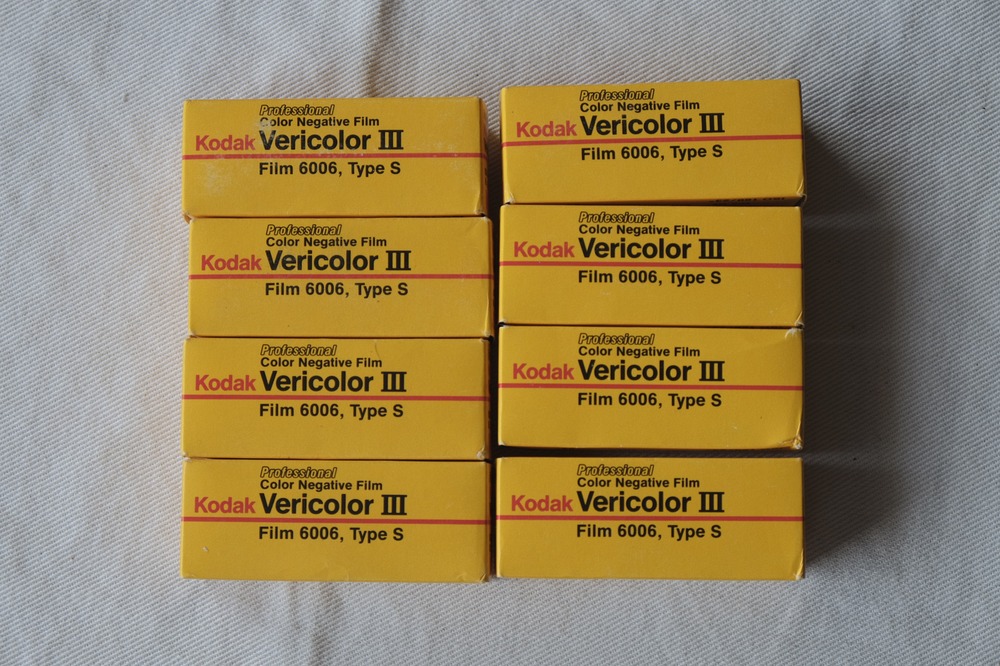 Professional
Color Negative Film
Kodak Vericolor III
Film 6006, Type S
Professional
Color Negative Film
Kodak Vericolor III
Film 6006, Type S
Professional
Color Negative Film
Kodak Vericolor III
Film 6006, Type S
Professional
Color Negative Film
Kodak Vericolor III
Film 6006, Type S
Professional
Color Negative Film
Kodak Vericolor III
Film 6006, Type S
Professional
Color Negative Film
Kodak Vericolor III
Film 6006, Type S
Professional
Color Negative Film
Kodak Vericolor III
Film 6006, Type S
Professional
Color Negative Film
Kodak Vericolor III
Film 6006, Type S